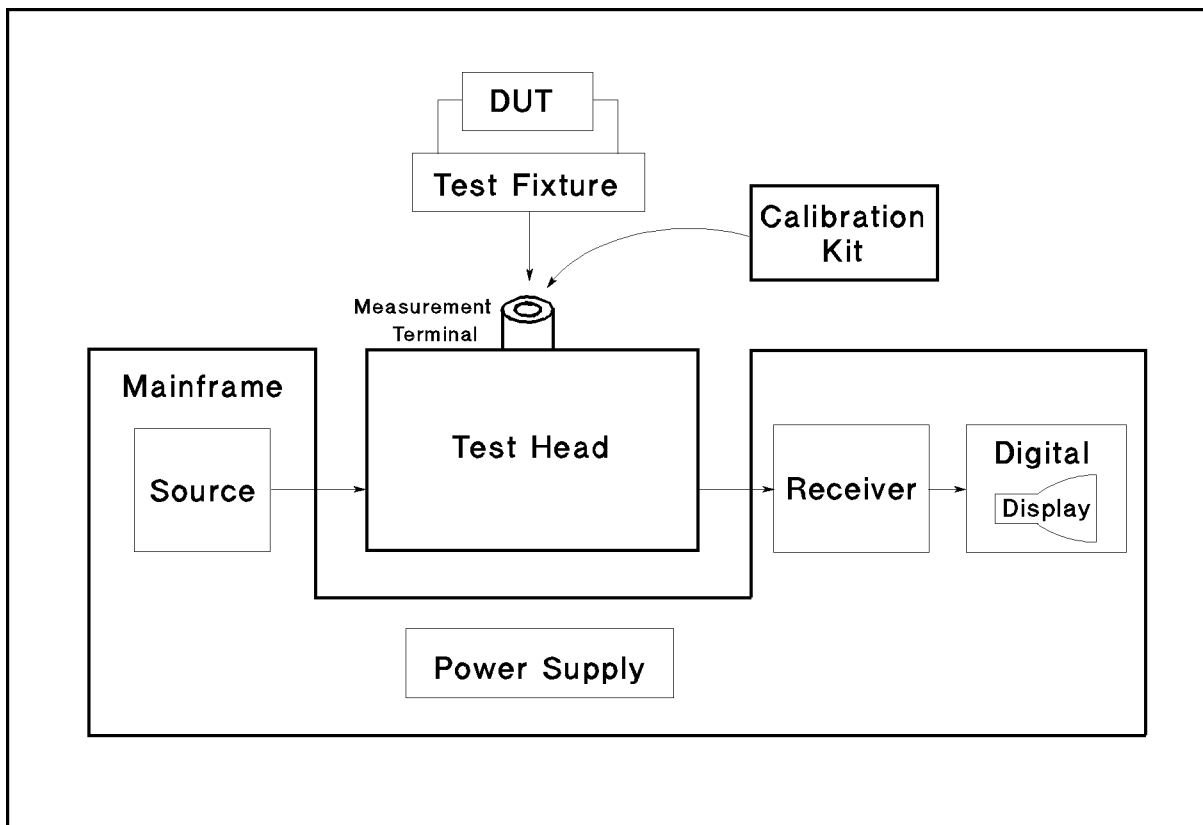 DUT
Test Fixture
Calibration
Kit
Measurement
Terminal
Mainframe
Test Head
Source
Receiver
Digital
Display
Power Supply